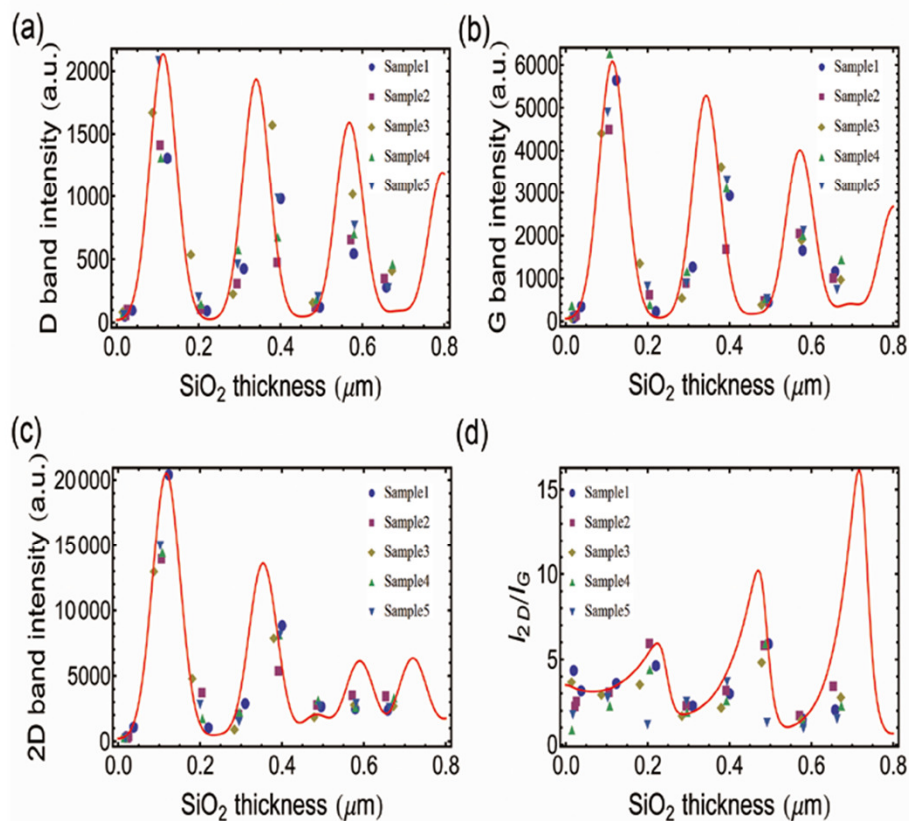 (a)
D band intensity (a.u.)
2000
1500
1000
500
0
0.0 0.2 0.4 0.6 0.8
SiO₂ thickness (μm)
Sample1
Sample2
Sample3
Sample4
Sample5
(b)
G band intensity (a.u.)
6000
5000
4000
3000
2000
1000
0
0.0 0.2 0.4 0.6 0.8
SiO₂ thickness (μm)
Sample1
Sample2
Sample3
Sample4
Sample5
(c)
2D band intensity (a.u.)
20000
15000
10000
5000
0
0.0 0.2 0.4 0.6 0.8
SiO₂ thickness (μm)
Sample1
Sample2
Sample3
Sample4
Sample5
(d)
I₂D/IG
15
10
5
0
0.0 0.2 0.4 0.6 0.8
SiO₂ thickness (μm)
Sample1
Sample2
Sample3
Sample4
Sample5